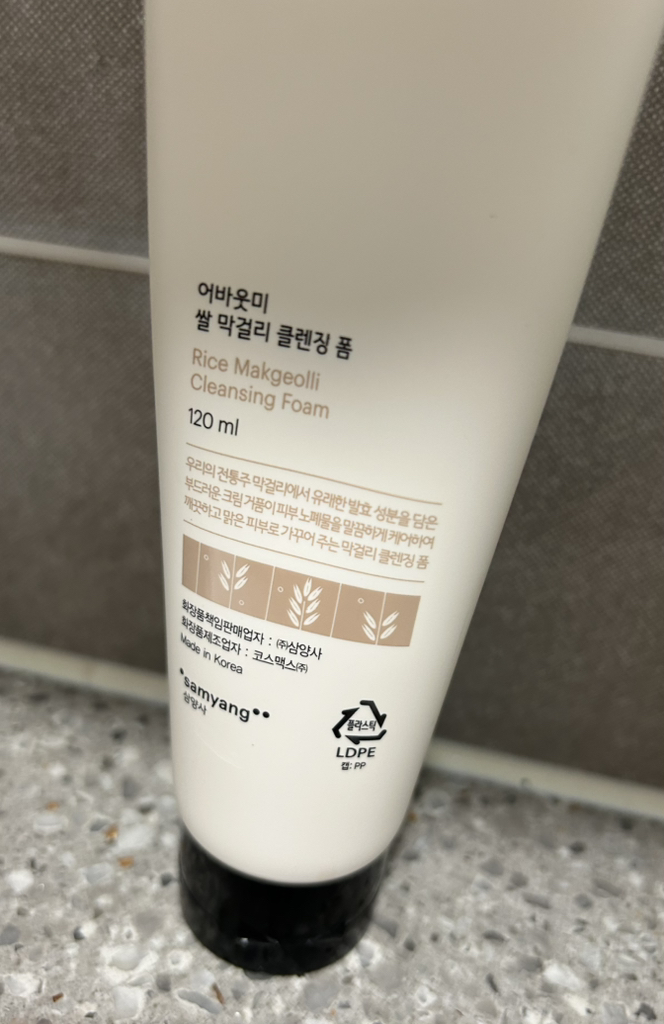 어바웃미
쌀 막걸리 클렌징 폼
Rice Makgeolli
Cleansing Foam
120 ml
우리의 전통주 막걸리에서 유래한 발효 성분을 담은
부드러운 크림 거품이 피부 노폐물을 말끔하게 케어하여
깨끗하고 맑은 피부로 가꾸어 주는 막걸리 클렌징 폼
화장품책임판매업자 : ㈜삼양사
화장품제조업자 : 코스맥스㈜
Made in Korea
samyang
삼양사
플라스틱
LDPE
캡: PP